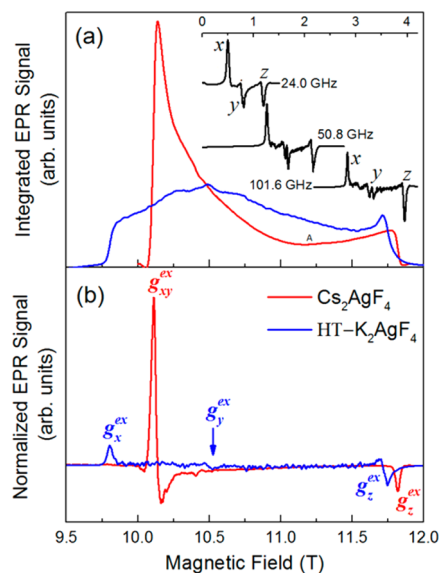 (a)
0 1 2 3 4
x
z
y
24.0 GHz
50.8 GHz
x
y z
101.6 GHz
A
Integrated EPR Signal
(arb. units)
(b)
g_xy^ex
Cs₂AgF₄
HT–K₂AgF₄
g_x^ex
g_y^ex
g_z^ex
g_z^ex
Normalized EPR Signal
(arb. units)
9.5 10.0 10.5 11.0 11.5 12.0
Magnetic Field (T)